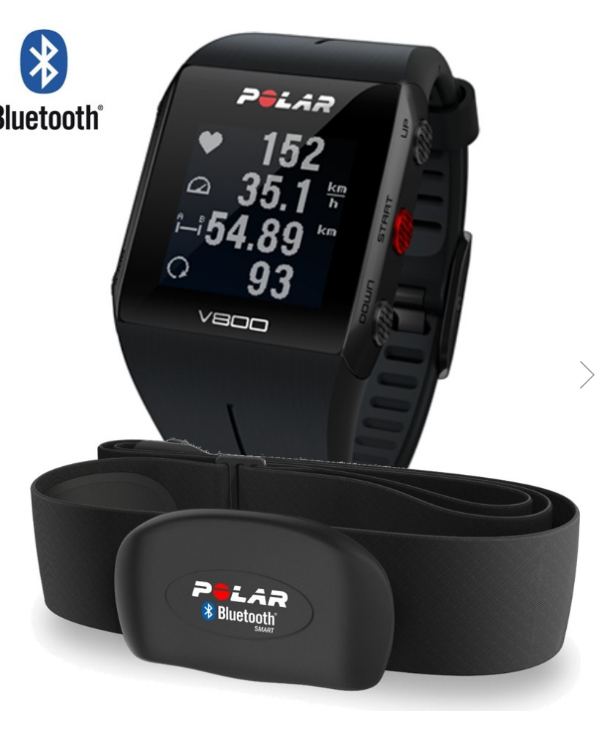 Bluetooth®
POLAR
152
35.1 km/h
A B 54.89 km
93
V800
UP
START
DOWN
POLAR
Bluetooth®
SMART